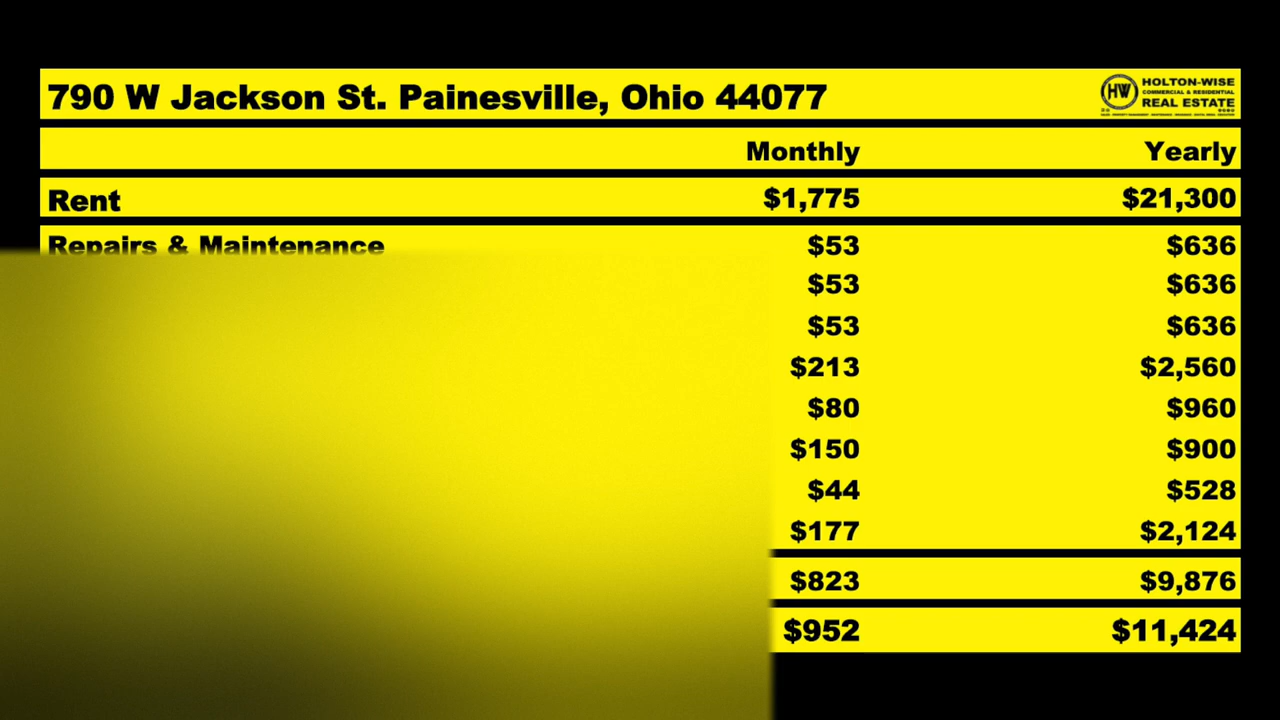 790 W Jackson St. Painesville, Ohio 44077
HW
HOLTON-WISE
COMMERCIAL & RESIDENTIAL
REAL ESTATE
Monthly Yearly
Rent $1,775 $21,300
Repairs & Maintenance $53 $636
$53 $636
$53 $636
$213 $2,560
$80 $960
$150 $900
$44 $528
$177 $2,124
$823 $9,876
$952 $11,424